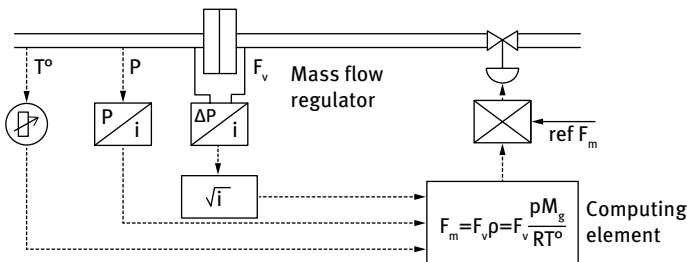 T° P F_v Mass flow
regulator
P/i ΔP/i
ref F_m
√i
F_m=F_vρ=F_v pM_g/RT° Computing
element